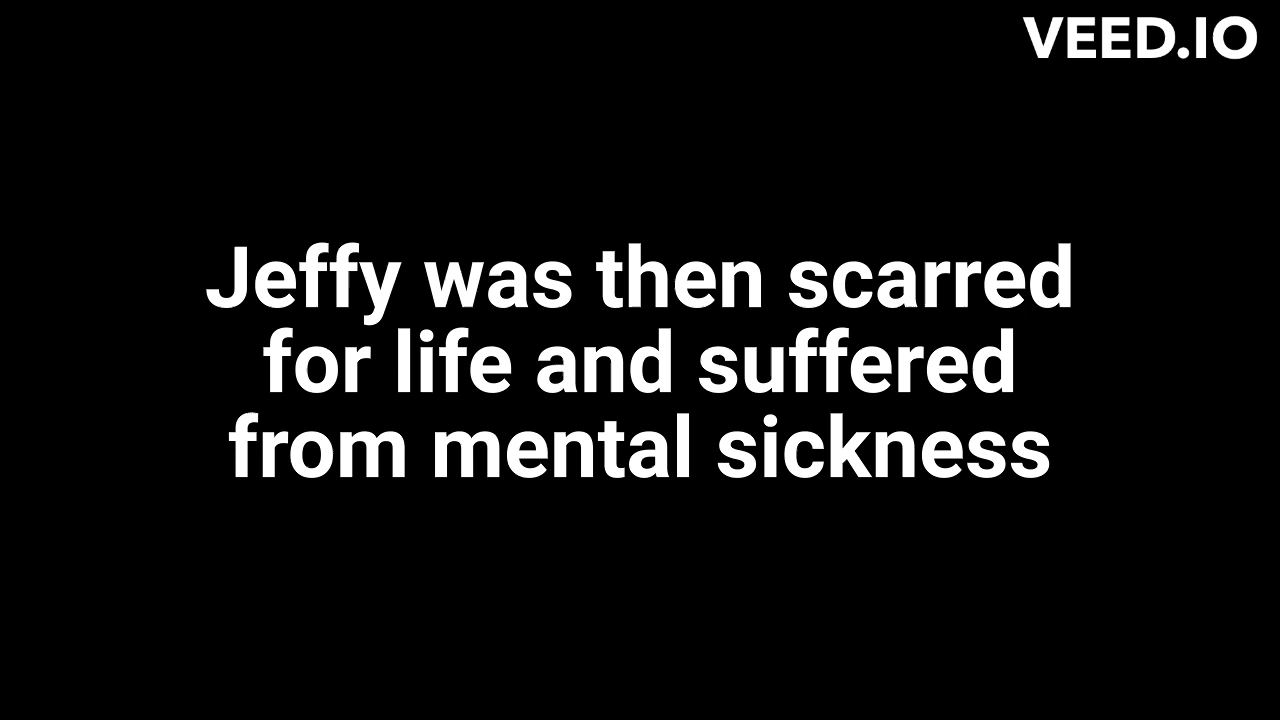 VEED.IO
Jeffy was then scarred
for life and suffered
from mental sickness